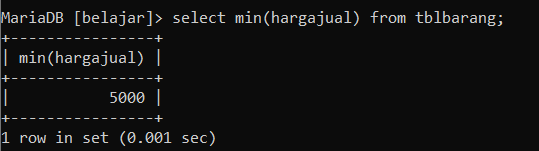 MariaDB [belajar]> select min(hargajual) from tblbarang;
+----------------+
| min(hargajual) |
+----------------+
|           5000 |
+----------------+
1 row in set (0.001 sec)